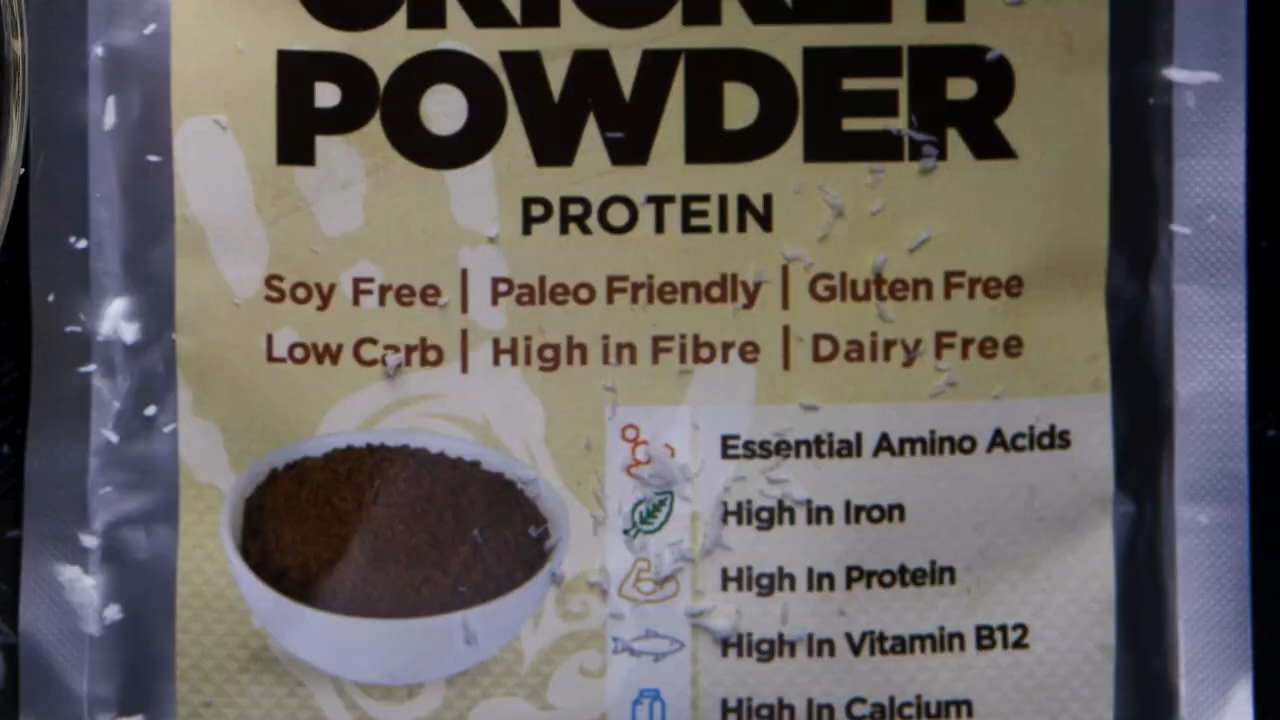 CRICKET
POWDER
PROTEIN
Soy Free | Paleo Friendly | Gluten Free
Low Carb | High in Fibre | Dairy Free
Essential Amino Acids
High in Iron
High In Protein
High In Vitamin B12
High In Calcium